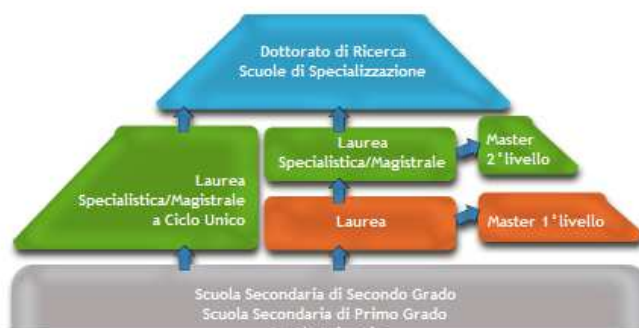 Dottorato di Ricerca
Scuole di Specializzazione
Laurea
Specialistica/Magistrale
a Ciclo Unico
Laurea
Specialistica/Magistrale
Master
2°livello
Laurea
Master 1°livello
Scuola Secondaria di Secondo Grado
Scuola Secondaria di Primo Grado